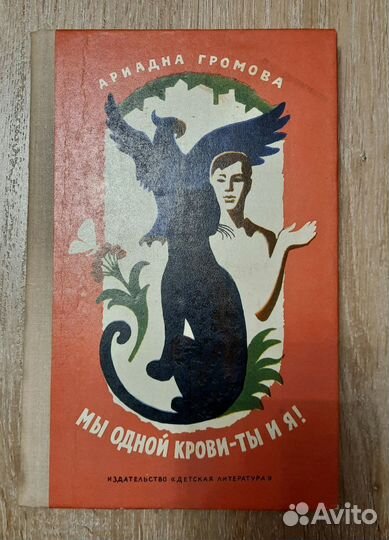 АРИАДНА ГРОМОВА
МЫ ОДНОЙ КРОВИ-ТЫ И Я!
ИЗДАТЕЛЬСТВО «ДЕТСКАЯ ЛИТЕРАТУРА»
Avito